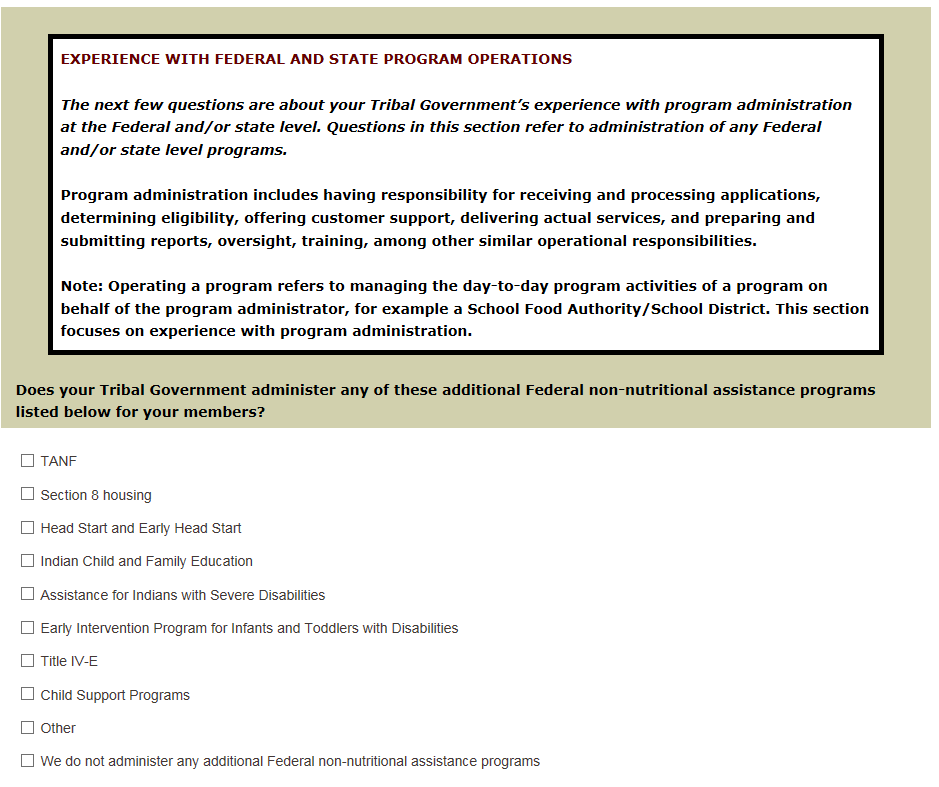 EXPERIENCE WITH FEDERAL AND STATE PROGRAM OPERATIONS
The next few questions are about your Tribal Government’s experience with program administration
at the Federal and/or state level. Questions in this section refer to administration of any Federal
and/or state level programs.
Program administration includes having responsibility for receiving and processing applications,
determining eligibility, offering customer support, delivering actual services, and preparing and
submitting reports, oversight, training, among other similar operational responsibilities.
Note: Operating a program refers to managing the day-to-day program activities of a program on
behalf of the program administrator, for example a School Food Authority/School District. This section
focuses on experience with program administration.
Does your Tribal Government administer any of these additional Federal non-nutritional assistance programs
listed below for your members?
TANF
Section 8 housing
Head Start and Early Head Start
Indian Child and Family Education
Assistance for Indians with Severe Disabilities
Early Intervention Program for Infants and Toddlers with Disabilities
Title IV-E
Child Support Programs
Other
We do not administer any additional Federal non-nutritional assistance programs